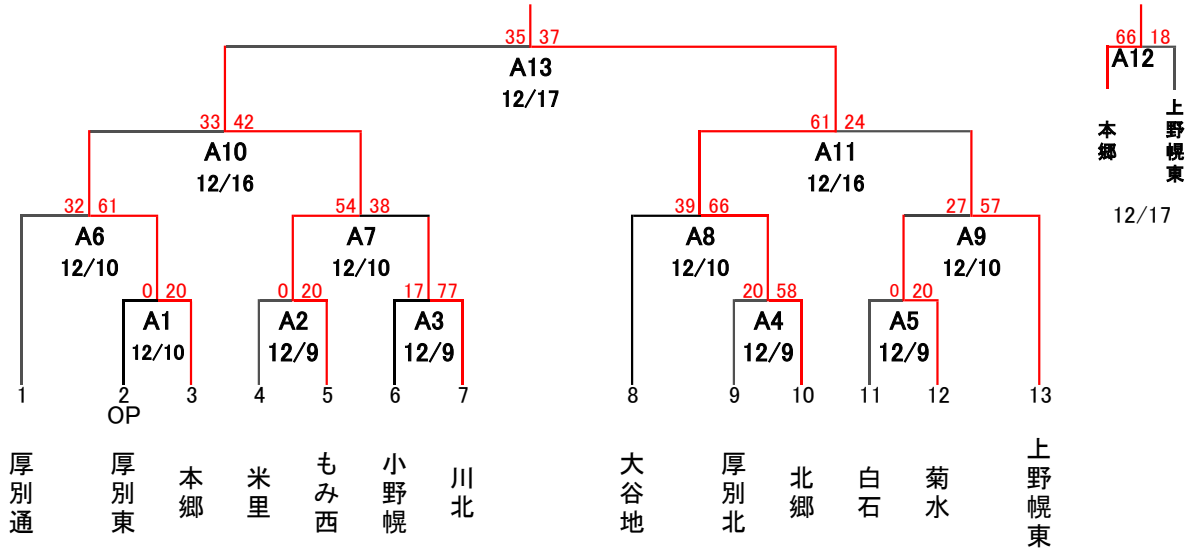 35 37
66 18
A13
A12
12/17
33 42
61 24
本郷
上野幌東
A10
A11
12/16
12/16
32 61
54 38
39 66
27 57
12/17
A6
A7
A8
A9
12/10
12/10
12/10
12/10
0 20
0 20
17 77
20 58
0 20
A1
A2
A3
A4
A5
12/10
12/9
12/9
12/9
12/9
1 2 3 4 5 6 7 8 9 10 11 12 13
OP
厚別通
厚別東
本郷
米里
もみ西
小野幌
川北
大谷地
厚別北
北郷
白石
菊水
上野幌東